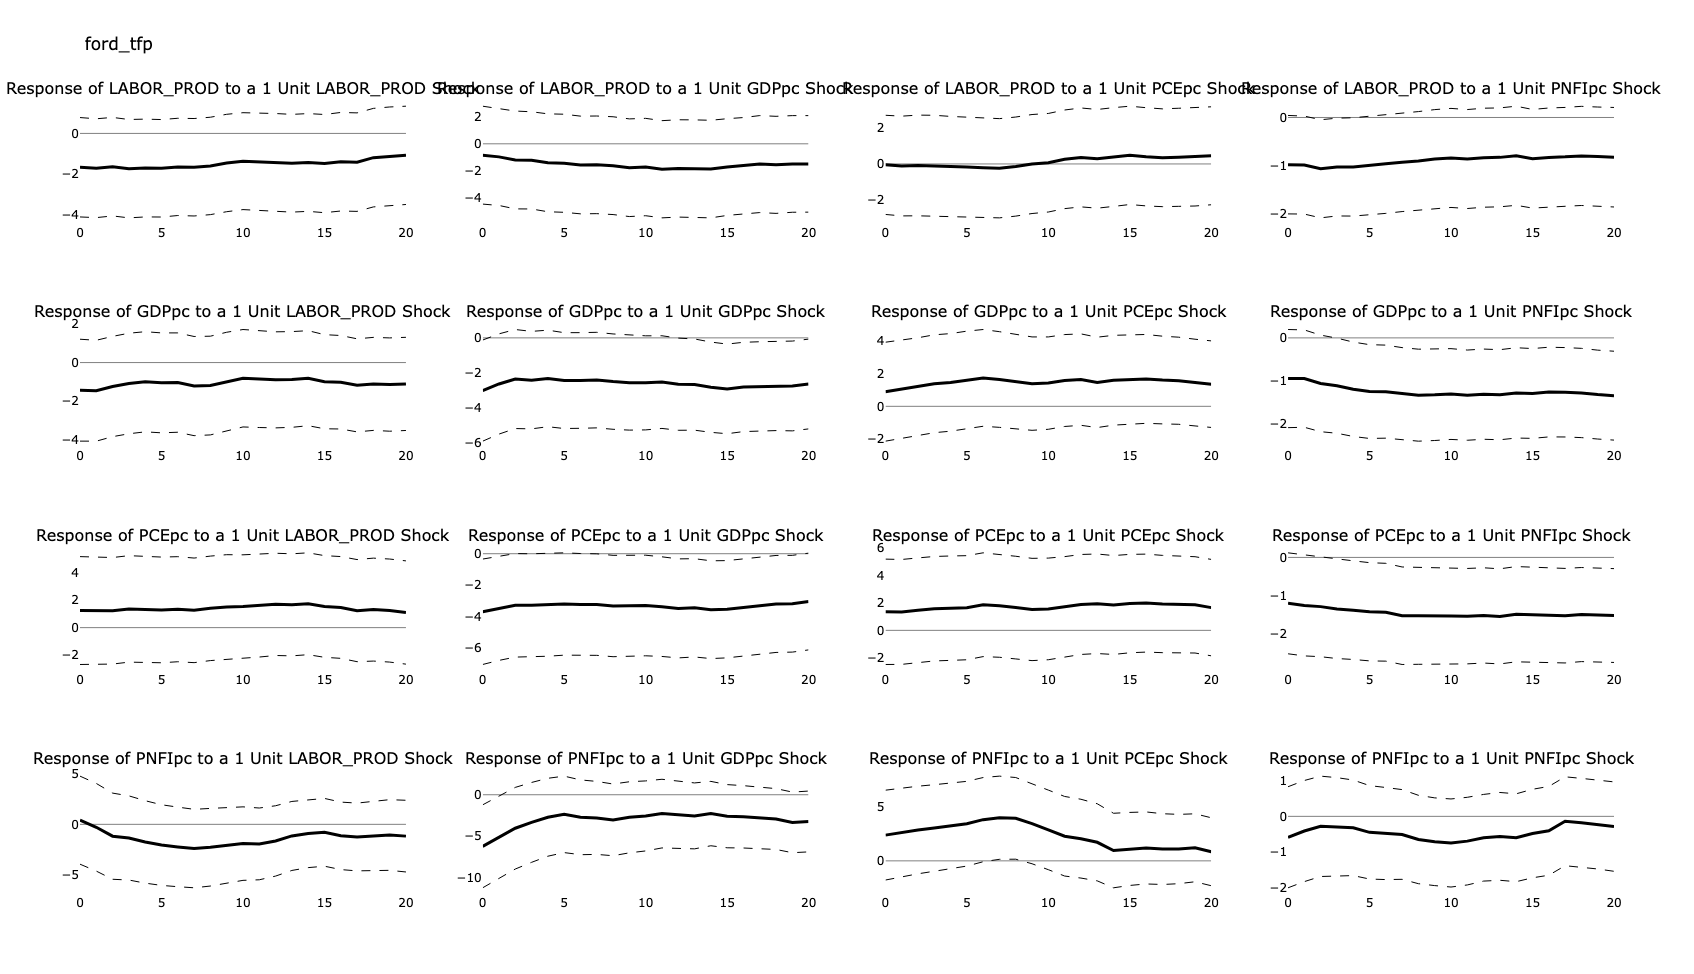 ford_tfp
Response of LABOR_PROD to a 1 Unit LABOR_PROD Shock
Response of LABOR_PROD to a 1 Unit GDPpc Shock
Response of LABOR_PROD to a 1 Unit PCEpc Shock
Response of LABOR_PROD to a 1 Unit PNFIpc Shock
0
−2
−4
0 5 10 15 20
2
0
−2
−4
0 5 10 15 20
2
0
−2
0 5 10 15 20
0
−1
−2
0 5 10 15 20
Response of GDPpc to a 1 Unit LABOR_PROD Shock
Response of GDPpc to a 1 Unit GDPpc Shock
Response of GDPpc to a 1 Unit PCEpc Shock
Response of GDPpc to a 1 Unit PNFIpc Shock
2
0
−2
−4
0 5 10 15 20
0
−2
−4
−6
0 5 10 15 20
4
2
0
−2
0 5 10 15 20
0
−1
−2
0 5 10 15 20
Response of PCEpc to a 1 Unit LABOR_PROD Shock
Response of PCEpc to a 1 Unit GDPpc Shock
Response of PCEpc to a 1 Unit PCEpc Shock
Response of PCEpc to a 1 Unit PNFIpc Shock
4
2
0
−2
0 5 10 15 20
0
−2
−4
−6
0 5 10 15 20
6
4
2
0
−2
0 5 10 15 20
0
−1
−2
0 5 10 15 20
Response of PNFIpc to a 1 Unit LABOR_PROD Shock
Response of PNFIpc to a 1 Unit GDPpc Shock
Response of PNFIpc to a 1 Unit PCEpc Shock
Response of PNFIpc to a 1 Unit PNFIpc Shock
5
0
−5
0 5 10 15 20
0
−5
−10
0 5 10 15 20
5
0
0 5 10 15 20
1
0
−1
−2
0 5 10 15 20